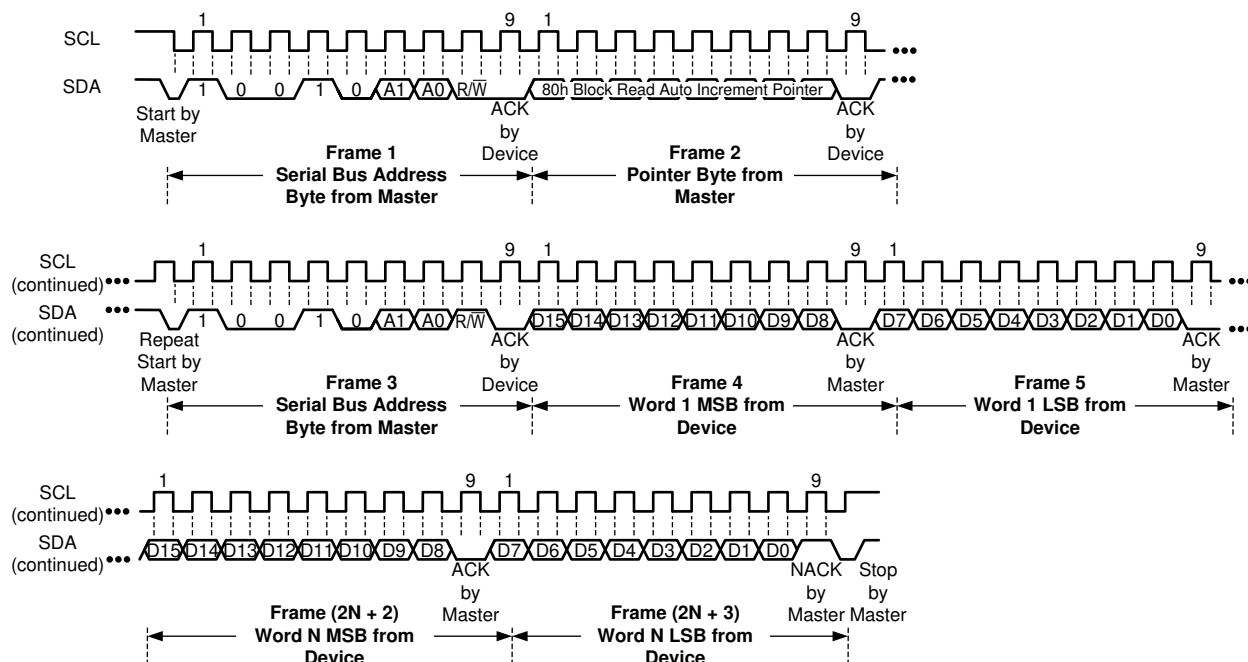 1 9 1 9
SCL
SDA
1 0 0 1 0 A1 A0 R/W̅ 80h Block Read Auto Increment Pointer
Start by
Master
ACK
by
Device
ACK
by
Device
Frame 1
Serial Bus Address
Byte from Master
Frame 2
Pointer Byte from
Master
1 9 1 9 1 9
SCL
(continued)
SDA
(continued)
1 0 0 1 0 A1 A0 R/W̅ D15 D14 D13 D12 D11 D10 D9 D8 D7 D6 D5 D4 D3 D2 D1 D0
Repeat
Start by
Master
ACK
by
Device
ACK
by
Master
ACK
by
Master
Frame 3
Serial Bus Address
Byte from Master
Frame 4
Word 1 MSB from
Device
Frame 5
Word 1 LSB from
Device
1 9 1 9
SCL
(continued)
SDA
(continued)
D15 D14 D13 D12 D11 D10 D9 D8 D7 D6 D5 D4 D3 D2 D1 D0
ACK
by
Master
NACK
by
Master
Stop
by
Master
Frame (2N + 2)
Word N MSB from
Device
Frame (2N + 3)
Word N LSB from
Device